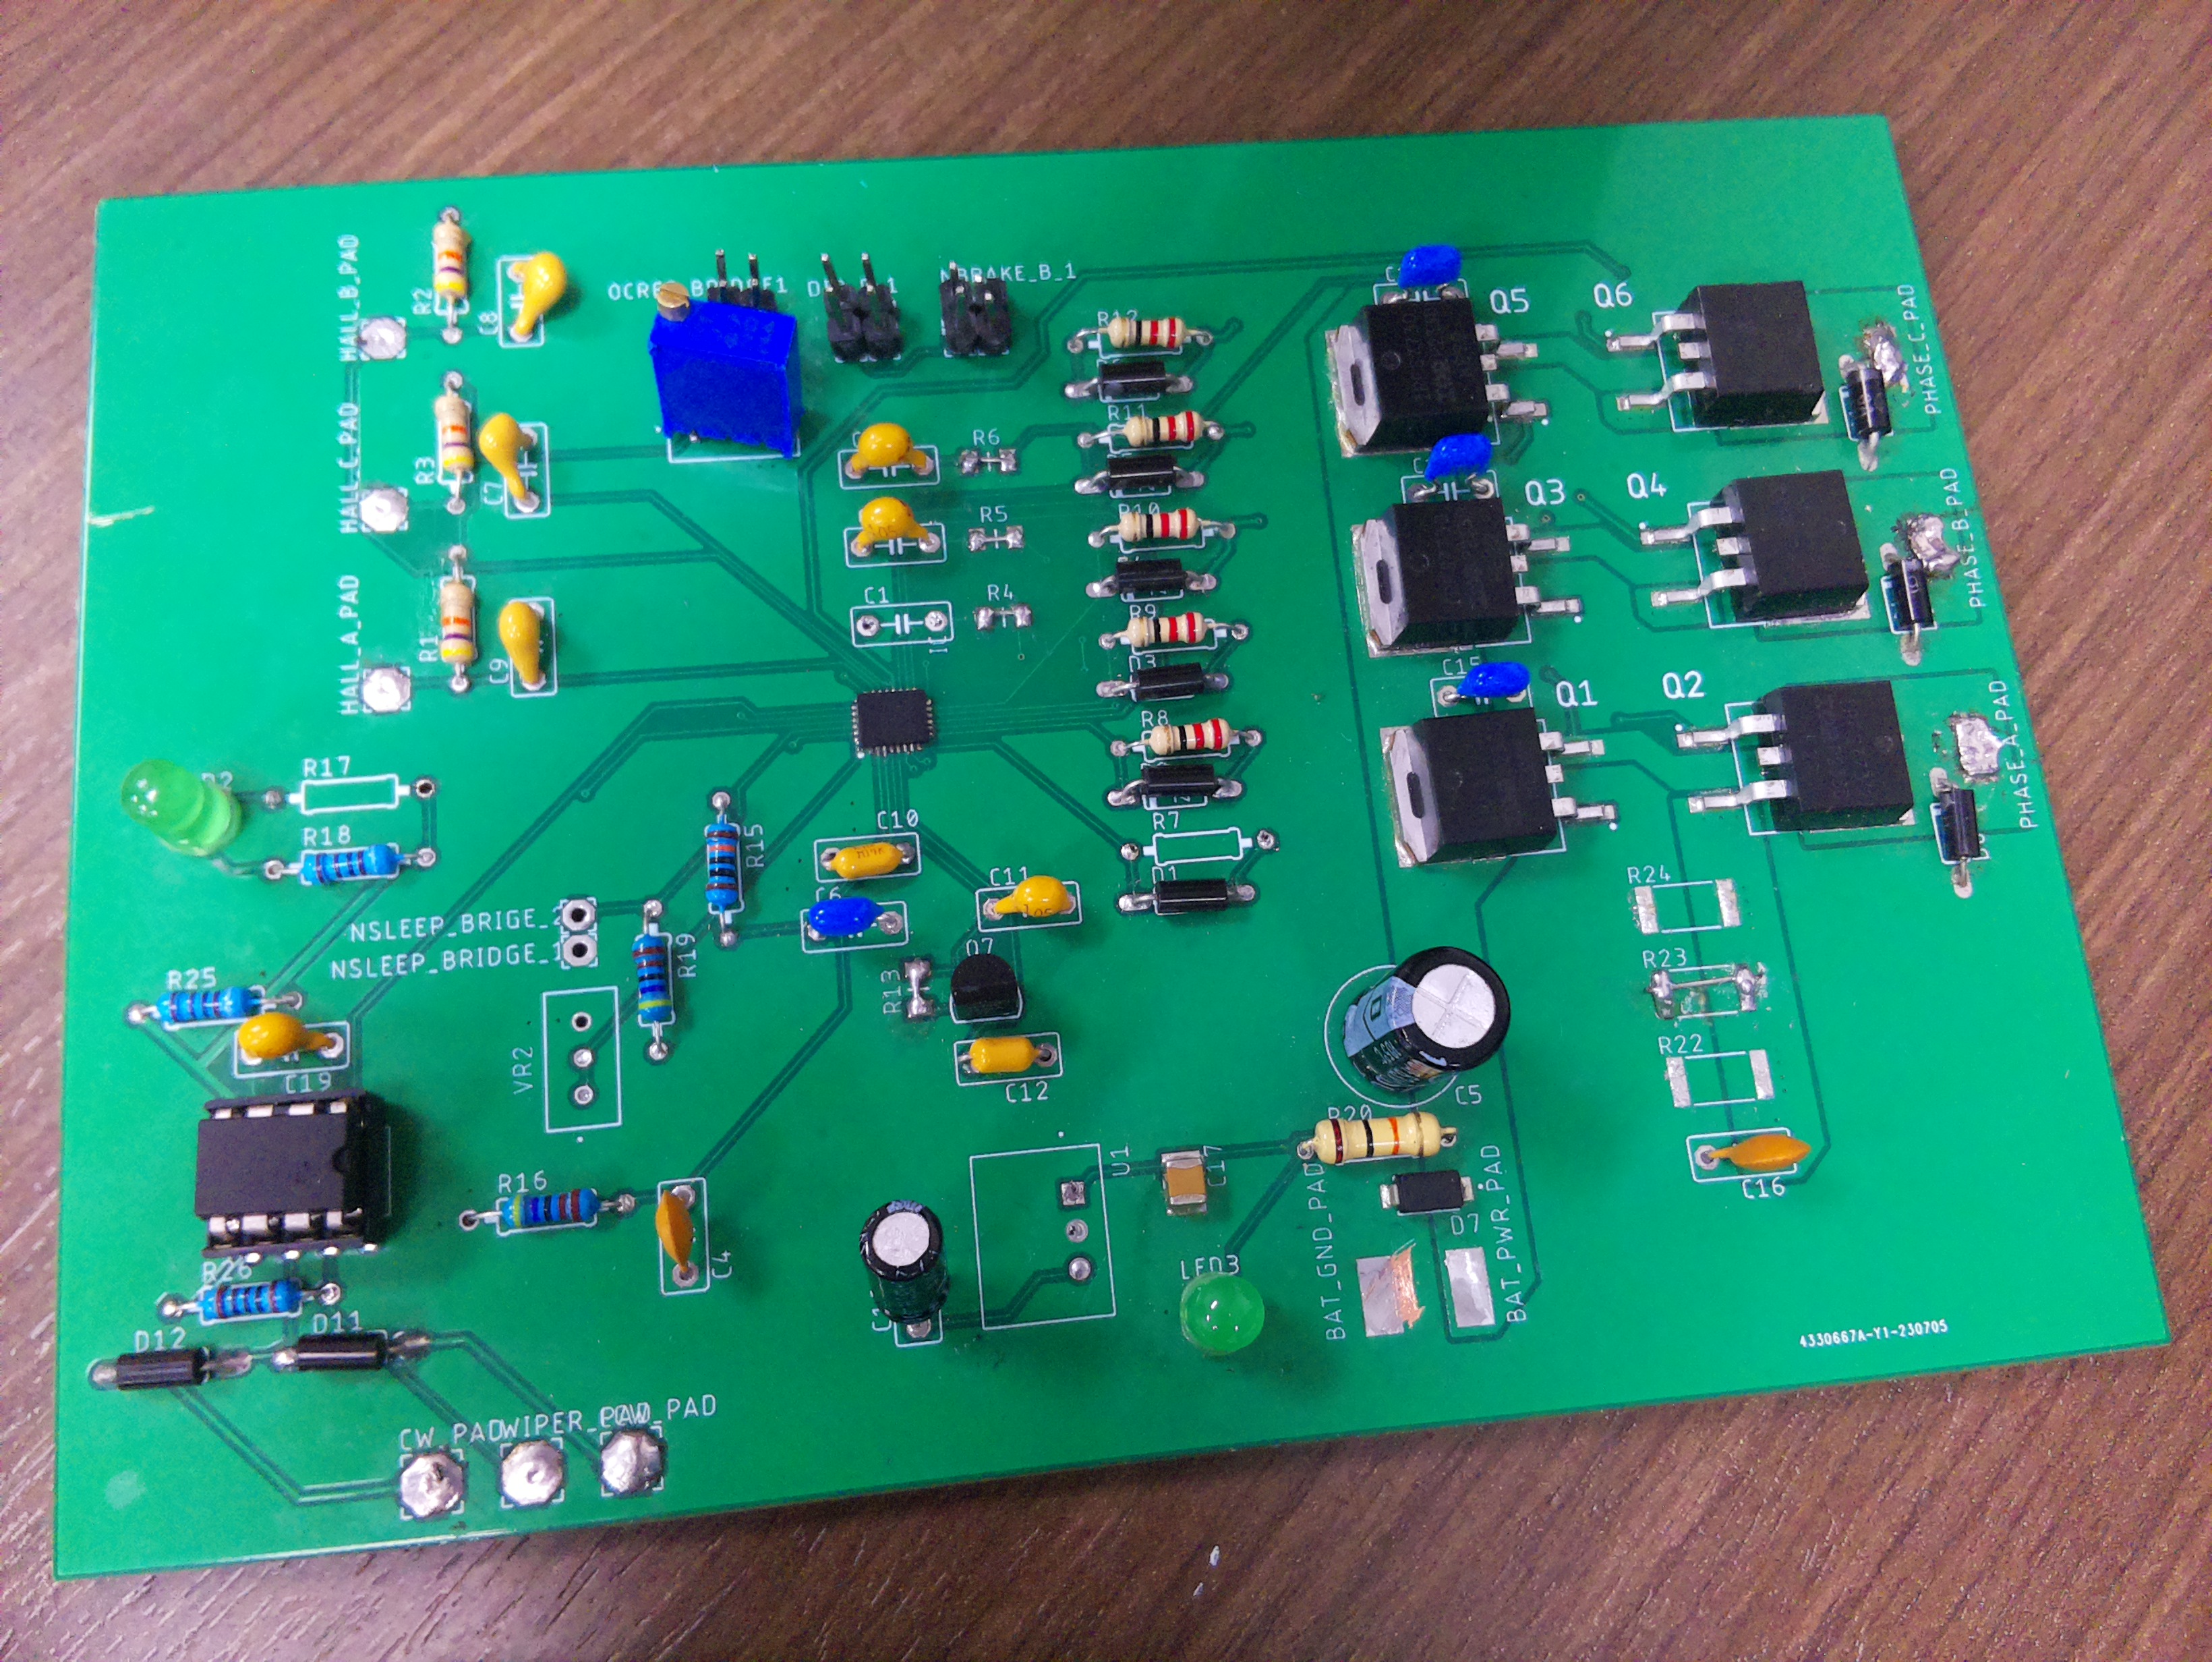 HALL_B_PAD
R2
C8
NBRAKE_B_1
R12
Q5
Q6
PHASE_C_PAD
HALL_C_PAD
R3
C7
R6
R11
Q3
Q4
PHASE_B_PAD
R5
R10
HALL_A_PAD
R1
C9
C1
R4
R9
D3
C15
Q1
Q2
PHASE_A_PAD
R8
R17
R18
R15
C10
R7
D1
R24
C6
C11
NSLEEP_BRIGE_2
NSLEEP_BRIDGE_1
R19
R13
R23
R25
C19
VR2
C12
C5
R22
R20
U1
C17
C16
R16
C4
BAT_GND_PAD
D7
BAT_PWR_PAD
R26
LED3
D12
D11
4330667A-Y1-230705
CW_PAD
WIPER_PAD